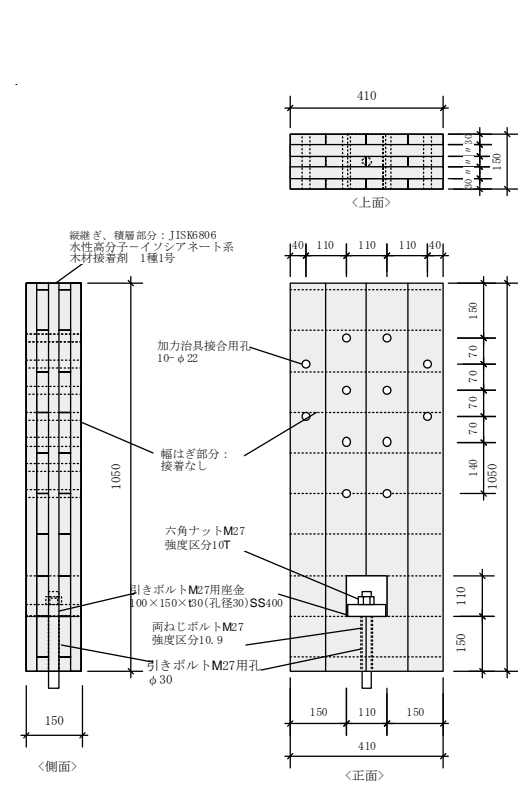 410
30
〃
〃
〃
30
150
〈上面〉
縦継ぎ、積層部分：JISK6806
水性高分子－イソシアネート系
木材接着剤　1種1号
40
110
110
110
40
加力治具接合用孔
10-φ22
150
70
70
70
140
1050
幅はぎ部分：
接着なし
1050
六角ナットM27
強度区分10T
引きボルトM27用座金
100×150×t30(孔径30)SS400
両ねじボルトM27
強度区分10.9
引きボルトM27用孔
φ30
110
150
150
〈側面〉
150
110
150
410
〈正面〉